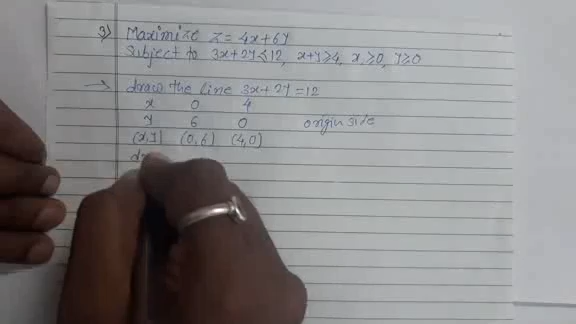 3) Maximize z = 4x+6y
Subject to 3x+2y ≤ 12, x+y ≥ 4, x ≥ 0, y ≥ 0
→ draw the line 3x+2y = 12
x 0 4
y 6 0 origin side
(x,y) (0,6) (4,0)